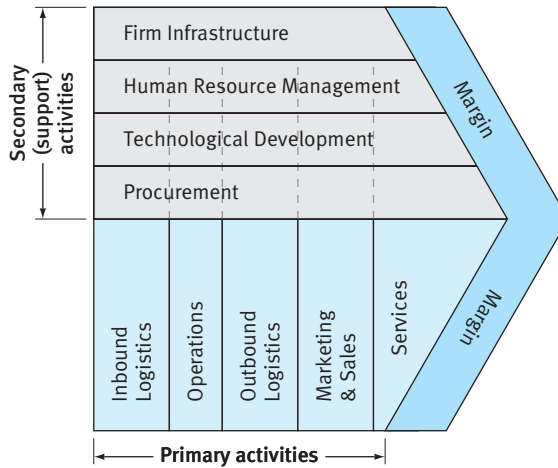 Secondary
(support)
activities
Firm Infrastructure
Human Resource Management
Technological Development
Procurement
Margin
Inbound
Logistics
Operations
Outbound
Logistics
Marketing
& Sales
Services
Margin
Primary activities